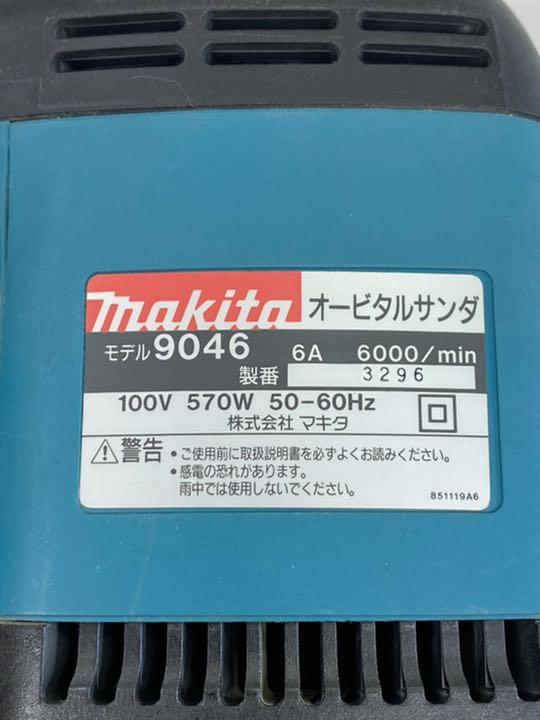 makita オービタルサンダ
モデル 9046 6A 6000/min
製番 3296
100V 570W 50-60Hz
株式会社 マキタ
警告 • ご使用前に取扱説明書を必ずよくお読みください。
• 感電の恐れがあります。
雨中では使用しないでください。
851119A6